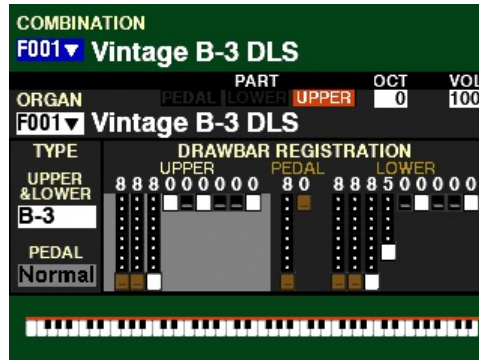 COMBINATION
F001▼ Vintage B-3 DLS
PART OCT VOL
ORGAN PEDAL LOWER UPPER 0 100
F001▼ Vintage B-3 DLS
TYPE DRAWBAR REGISTRATION
UPPER PEDAL LOWER
UPPER 888000000 80 888500000
&LOWER
B-3
PEDAL
Normal